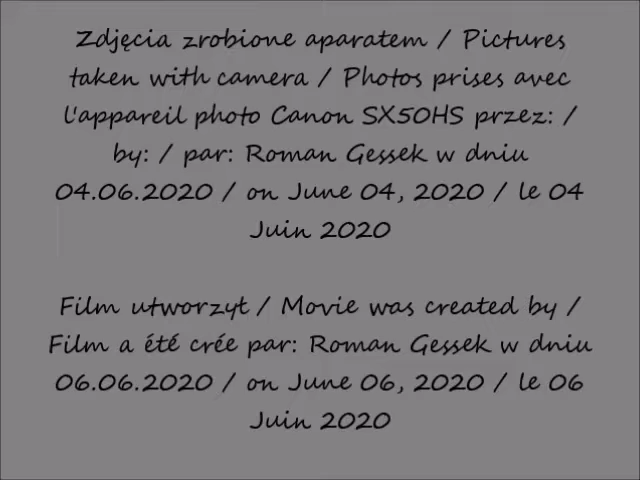 Zdjęcia zrobione aparatem / Pictures
taken with camera / Photos prises avec
l'appareil photo Canon SX50HS przez: /
by: / par: Roman Gessek w dniu
04.06.2020 / on June 04, 2020 / le 04
Juin 2020
Film utworzył / Movie was created by /
Film a été crée par: Roman Gessek w dniu
06.06.2020 / on June 06, 2020 / le 06
Juin 2020